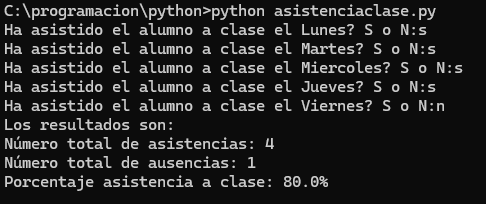 C:\programacion\python>python asistenciaclase.py
Ha asistido el alumno a clase el Lunes? S o N:s
Ha asistido el alumno a clase el Martes? S o N:s
Ha asistido el alumno a clase el Miercoles? S o N:s
Ha asistido el alumno a clase el Jueves? S o N:s
Ha asistido el alumno a clase el Viernes? S o N:n
Los resultados son:
Número total de asistencias: 4
Número total de ausencias: 1
Porcentaje asistencia a clase: 80.0%